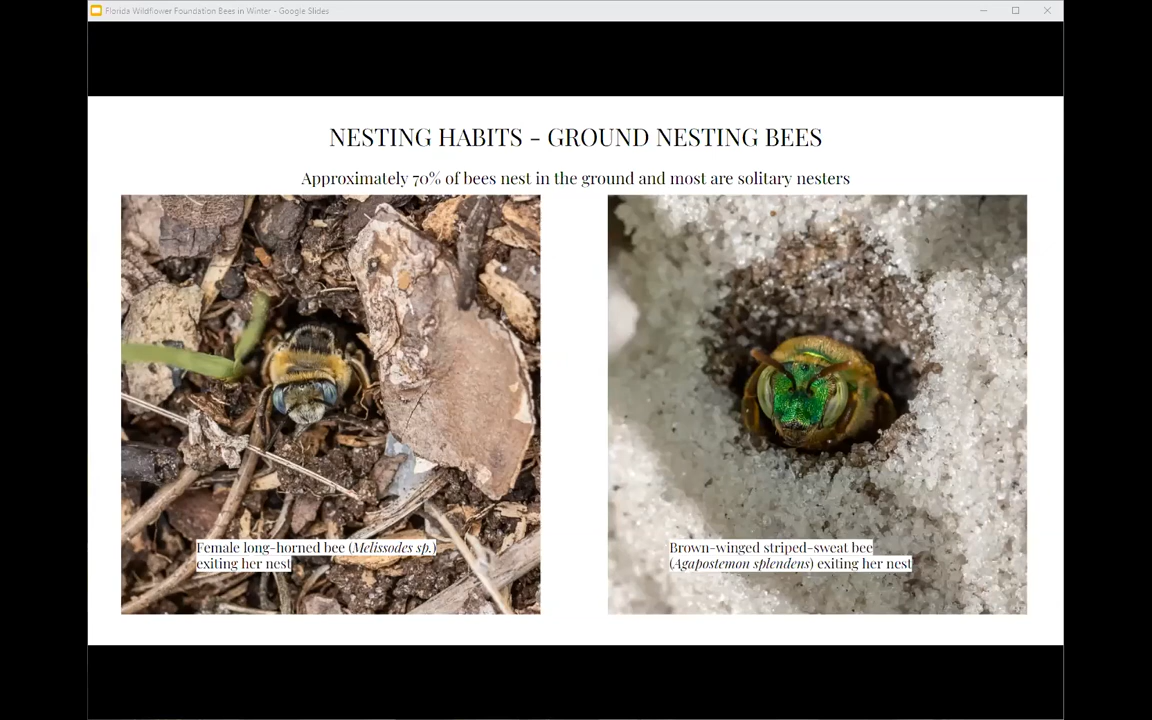 Florida Wildflower Foundation Bees in Winter - Google Slides
NESTING HABITS - GROUND NESTING BEES
Approximately 70% of bees nest in the ground and most are solitary nesters
Female long-horned bee (Melissodes sp.)
exiting her nest
Brown-winged striped-sweat bee
(Agapostemon splendens) exiting her nest